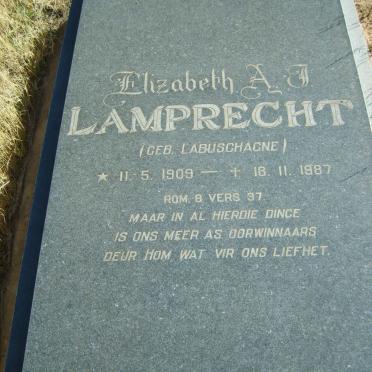 Elizabeth A J
LAMPRECHT
(GEB. LABUSCHAGNE)
★ 11. 5. 1909 — † 18. 11. 1987
ROM. 8 VERS 37.
MAAR IN AL HIERDIE DINGE
IS ONS MEER AS OORWINNAARS
DEUR HOM WAT VIR ONS LIEFHET.